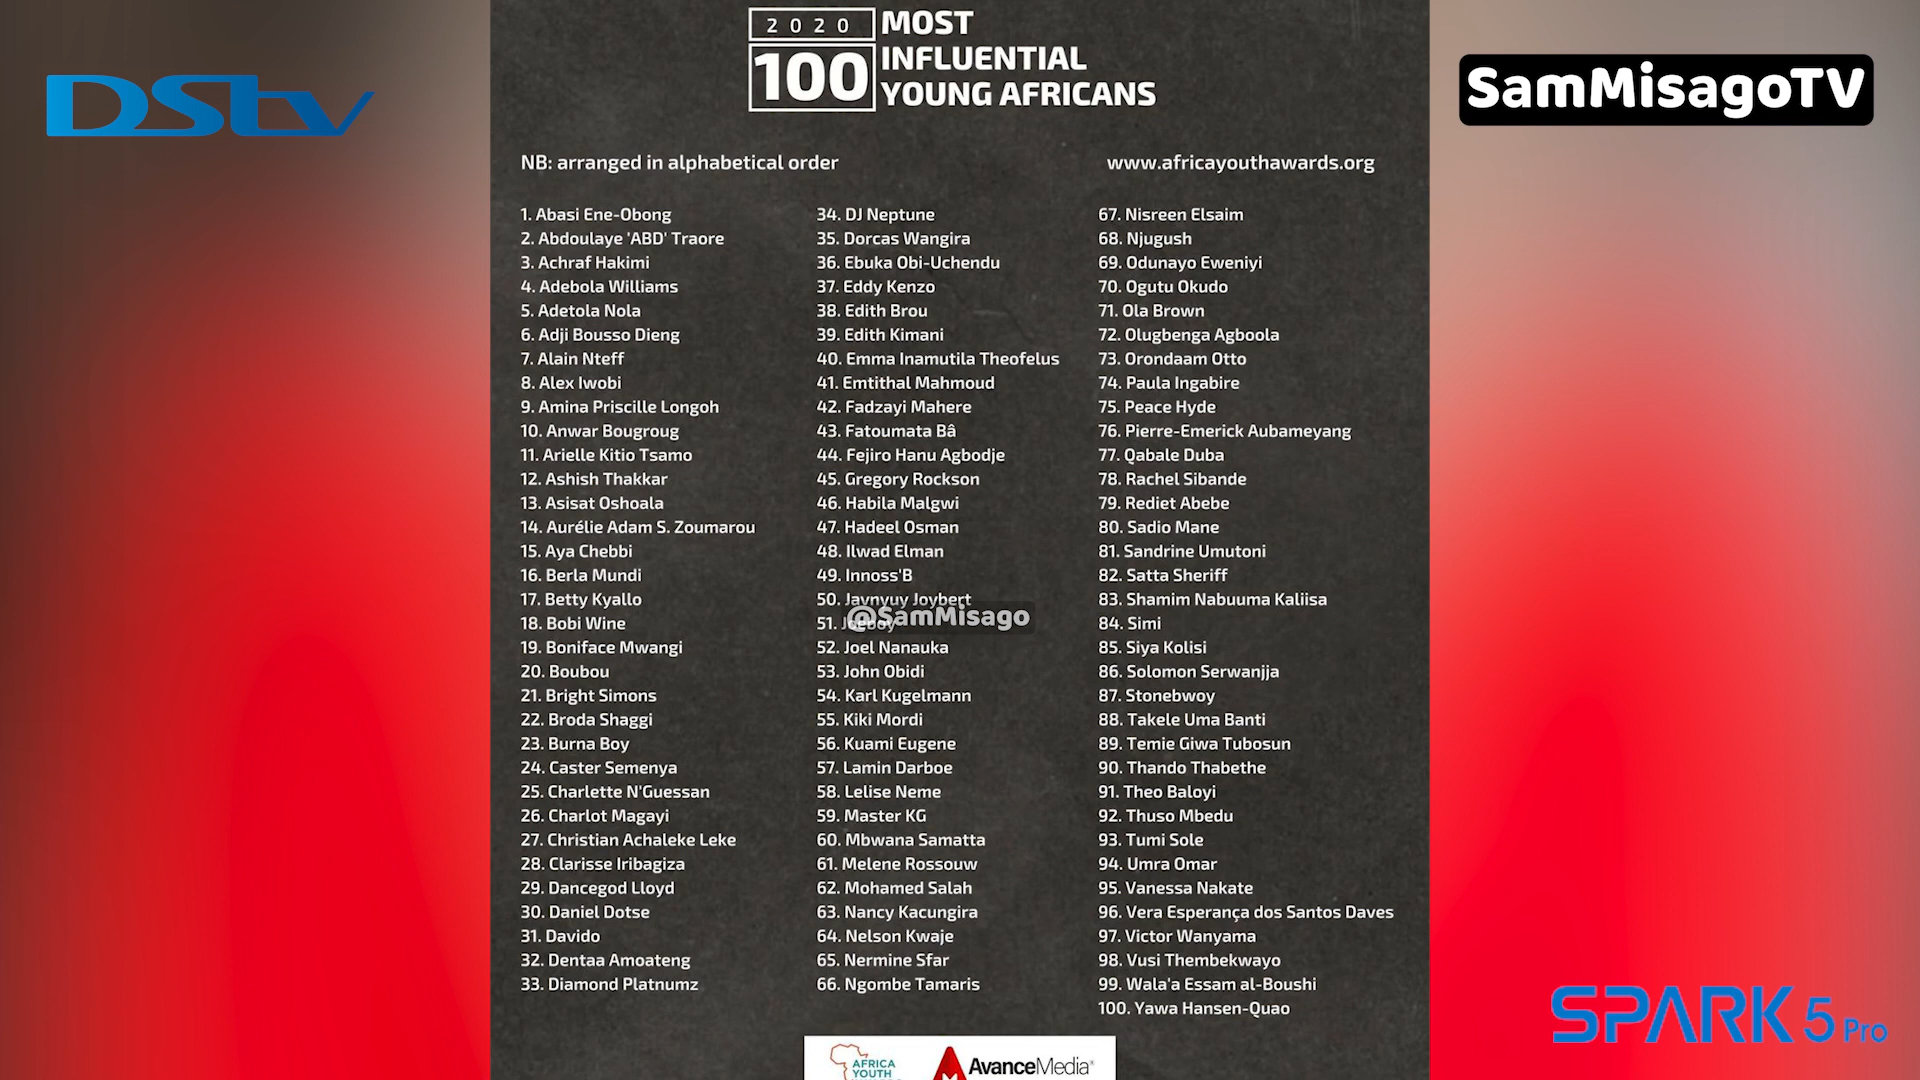 DStv
SamMisagoTV
2020
100
MOST
INFLUENTIAL
YOUNG AFRICANS
NB: arranged in alphabetical order
www.africayouthawards.org
1. Abasi Ene-Obong
2. Abdoulaye 'ABD' Traore
3. Achraf Hakimi
4. Adebola Williams
5. Adetola Nola
6. Adji Bousso Dieng
7. Alain Nteff
8. Alex Iwobi
9. Amina Priscille Longoh
10. Anwar Bougroug
11. Arielle Kitio Tsamo
12. Ashish Thakkar
13. Asisat Oshoala
14. Aurélie Adam S. Zoumarou
15. Aya Chebbi
16. Berla Mundi
17. Betty Kyallo
18. Bobi Wine
19. Boniface Mwangi
20. Boubou
21. Bright Simons
22. Broda Shaggi
23. Burna Boy
24. Caster Semenya
25. Charlette N'Guessan
26. Charlot Magayi
27. Christian Achaleke Leke
28. Clarisse Iribagiza
29. Dancegod Lloyd
30. Daniel Dotse
31. Davido
32. Dentaa Amoateng
33. Diamond Platnumz
34. DJ Neptune
35. Dorcas Wangira
36. Ebuka Obi-Uchendu
37. Eddy Kenzo
38. Edith Brou
39. Edith Kimani
40. Emma Inamutila Theofelus
41. Emtithal Mahmoud
42. Fadzayi Mahere
43. Fatoumata Bâ
44. Fejiro Hanu Agbodje
45. Gregory Rockson
46. Habila Malgwi
47. Hadeel Osman
48. Ilwad Elman
49. Innoss'B
50. Jaynyuy Joybert
51. Joeboy
@SamMisago
52. Joel Nanauka
53. John Obidi
54. Karl Kugelmann
55. Kiki Mordi
56. Kuami Eugene
57. Lamin Darboe
58. Lelise Neme
59. Master KG
60. Mbwana Samatta
61. Melene Rossouw
62. Mohamed Salah
63. Nancy Kacungira
64. Nelson Kwaje
65. Nermine Sfar
66. Ngombe Tamaris
67. Nisreen Elsaim
68. Njugush
69. Odunayo Eweniyi
70. Ogutu Okudo
71. Ola Brown
72. Olugbenga Agboola
73. Orondaam Otto
74. Paula Ingabire
75. Peace Hyde
76. Pierre-Emerick Aubameyang
77. Qabale Duba
78. Rachel Sibande
79. Rediet Abebe
80. Sadio Mane
81. Sandrine Umutoni
82. Satta Sheriff
83. Shamim Nabuuma Kaliisa
84. Simi
85. Siya Kolisi
86. Solomon Serwanjja
87. Stonebwoy
88. Takele Uma Banti
89. Temie Giwa Tubosun
90. Thando Thabethe
91. Theo Baloyi
92. Thuso Mbedu
93. Tumi Sole
94. Umra Omar
95. Vanessa Nakate
96. Vera Esperança dos Santos Daves
97. Victor Wanyama
98. Vusi Thembekwayo
99. Wala'a Essam al-Boushi
100. Yawa Hansen-Quao
AFRICA
YOUTH
AvanceMedia
SPARK 5 Pro